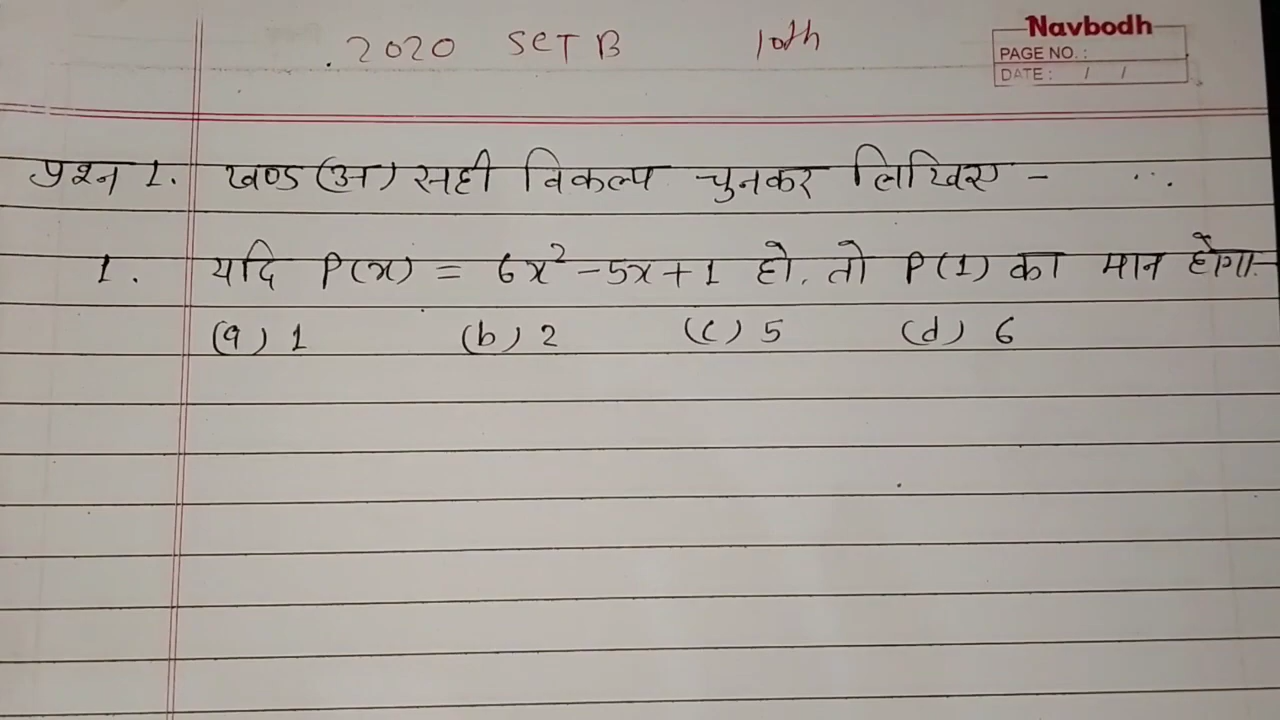 2020 SET B 10th
Navbodh
PAGE NO. :
DATE : / /
प्रश्न 1. खण्ड (अ) सही विकल्प चुनकर लिखिए - ...
1. यदि P(x) = 6x² - 5x + 1 हो, तो P(1) का मान होगा-
(a) 1 (b) 2 (c) 5 (d) 6